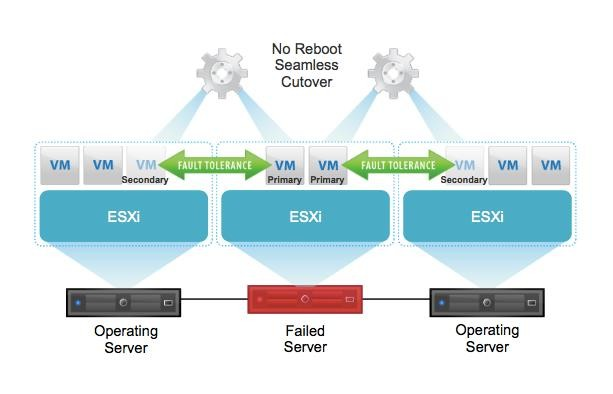 No Reboot
Seamless
Cutover
VM VM VM FAULT TOLERANCE VM VM FAULT TOLERANCE VM VM VM
Secondary Primary Primary Secondary
ESXi ESXi ESXi
Operating Failed Operating
Server Server Server